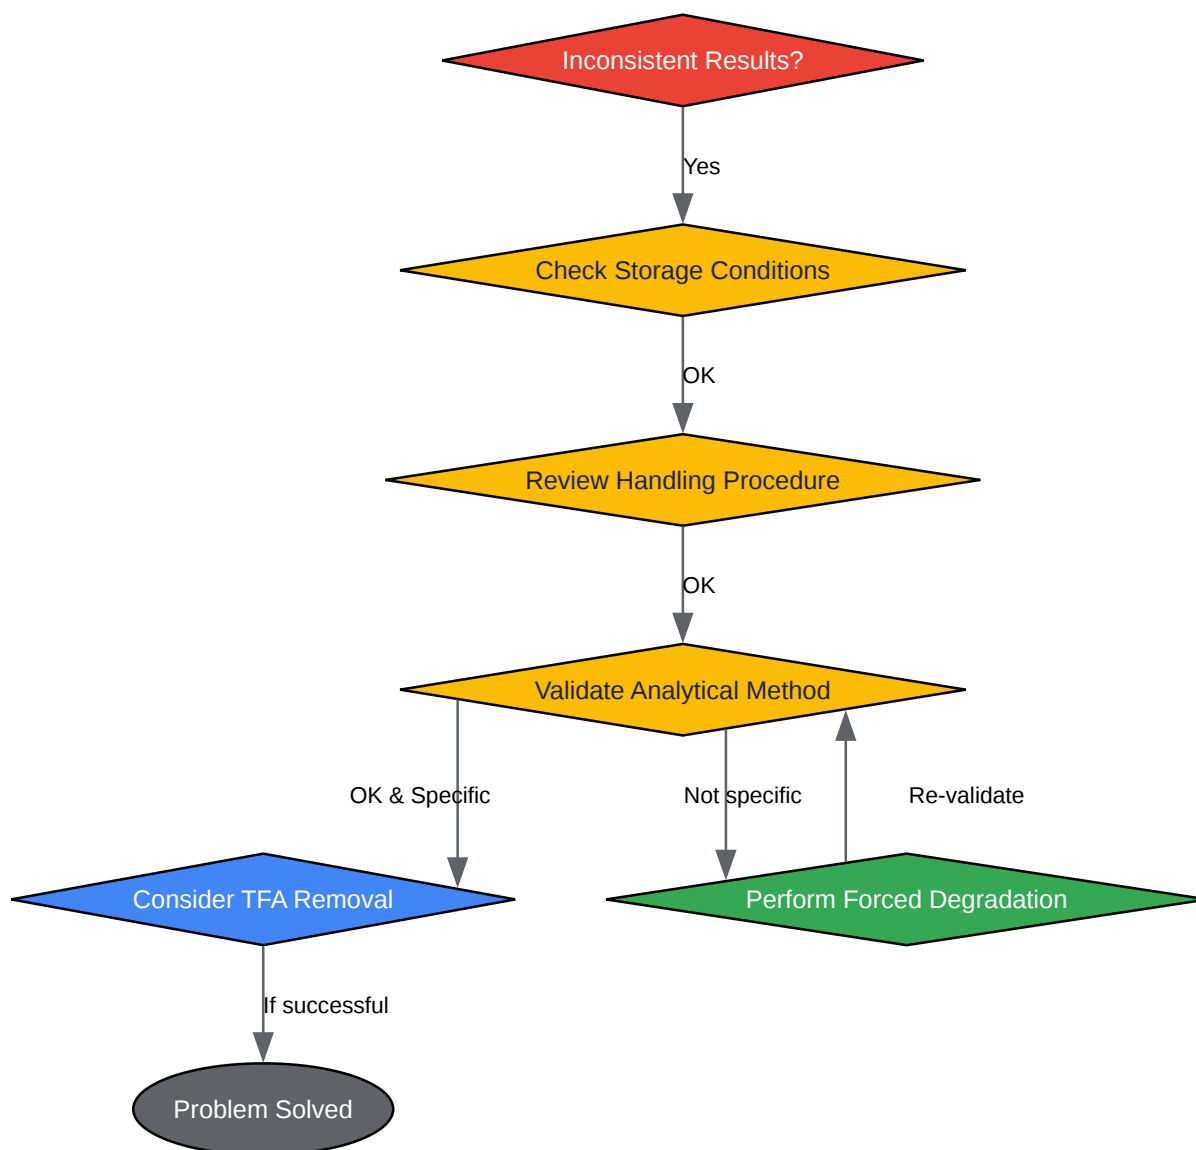 Inconsistent Results?
Yes
Check Storage Conditions
OK
Review Handling Procedure
OK
Validate Analytical Method
OK & Specific
Not specific
Re-validate
Consider TFA Removal
Perform Forced Degradation
If successful
Problem Solved